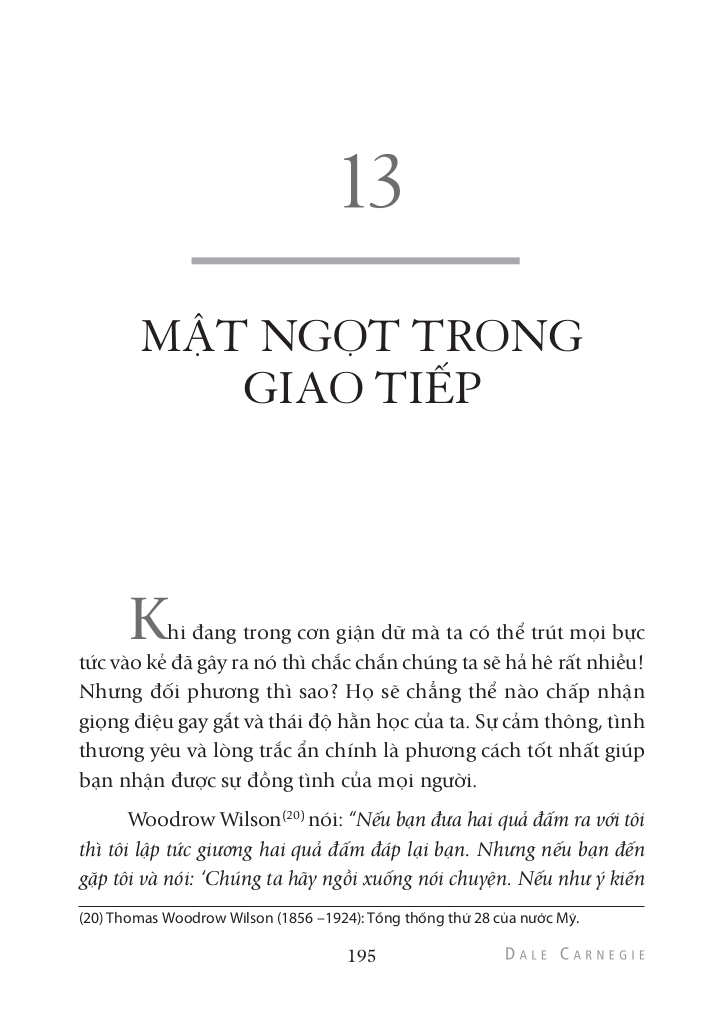 13
MẬT NGỌT TRONG
GIAO TIẾP
Khi đang trong cơn giận dữ mà ta có thể trút mọi bực
tức vào kẻ đã gây ra nó thì chắc chắn chúng ta sẽ hả hê rất nhiều!
Nhưng đối phương thì sao? Họ sẽ chẳng thể nào chấp nhận
giọng điệu gay gắt và thái độ hằn học của ta. Sự cảm thông, tình
thương yêu và lòng trắc ẩn chính là phương cách tốt nhất giúp
bạn nhận được sự đồng tình của mọi người.
Woodrow Wilson(20) nói: “Nếu bạn đưa hai quả đấm ra với tôi
thì tôi lập tức giương hai quả đấm đáp lại bạn. Nhưng nếu bạn đến
gặp tôi và nói: ‘Chúng ta hãy ngồi xuống nói chuyện. Nếu như ý kiến
(20) Thomas Woodrow Wilson (1856 –1924): Tổng thống thứ 28 của nước Mỹ.
195 DALE CARNEGIE